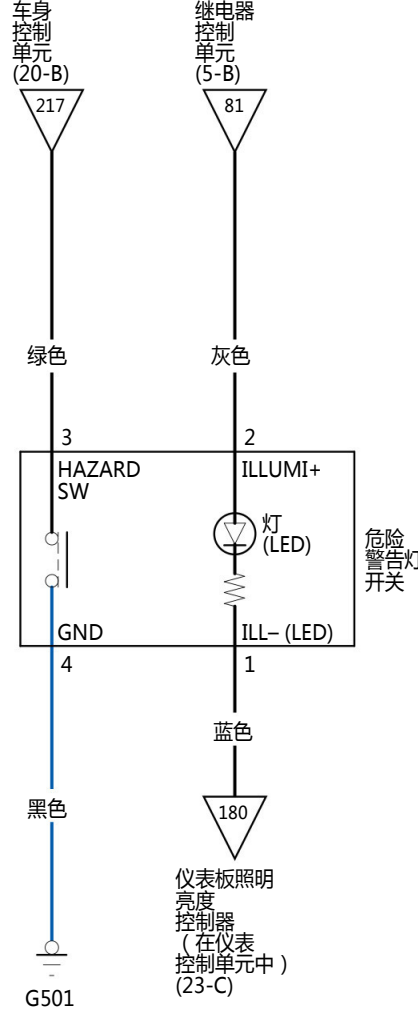 车身
控制
单元
(20-B)
217
继电器
控制
单元
(5-B)
81
绿色
灰色
3
2
HAZARD
SW
ILLUMI+
灯
(LED)
危险
警告灯
开关
GND
ILL– (LED)
4
1
蓝色
黑色
180
仪表板照明
亮度
控制器
（在仪表
控制单元中）
(23-C)
G501